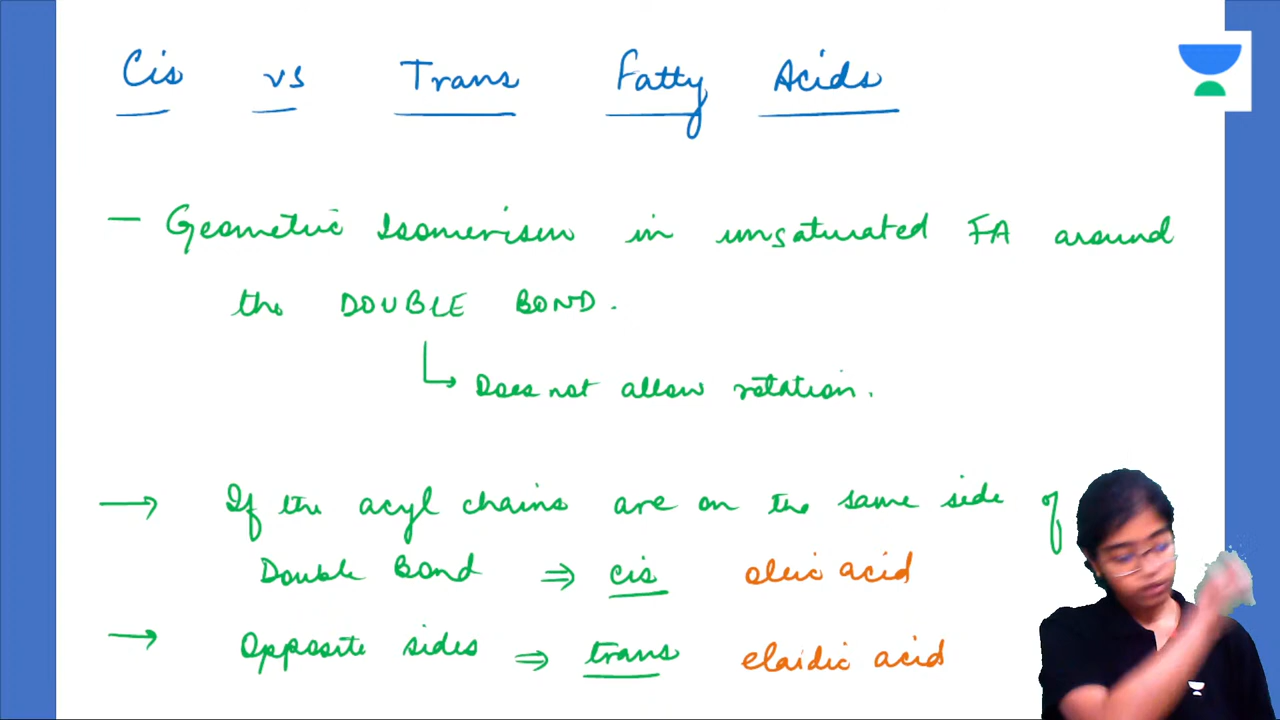 Cis vs Trans Fatty Acids
- Geometric Isomerism in unsaturated FA around
the DOUBLE BOND.
↳ Does not allow rotation.
→ If the acyl chains are on the same side of
Double Bond ⇒ cis oleic acid
→ Opposite sides ⇒ trans elaidic acid